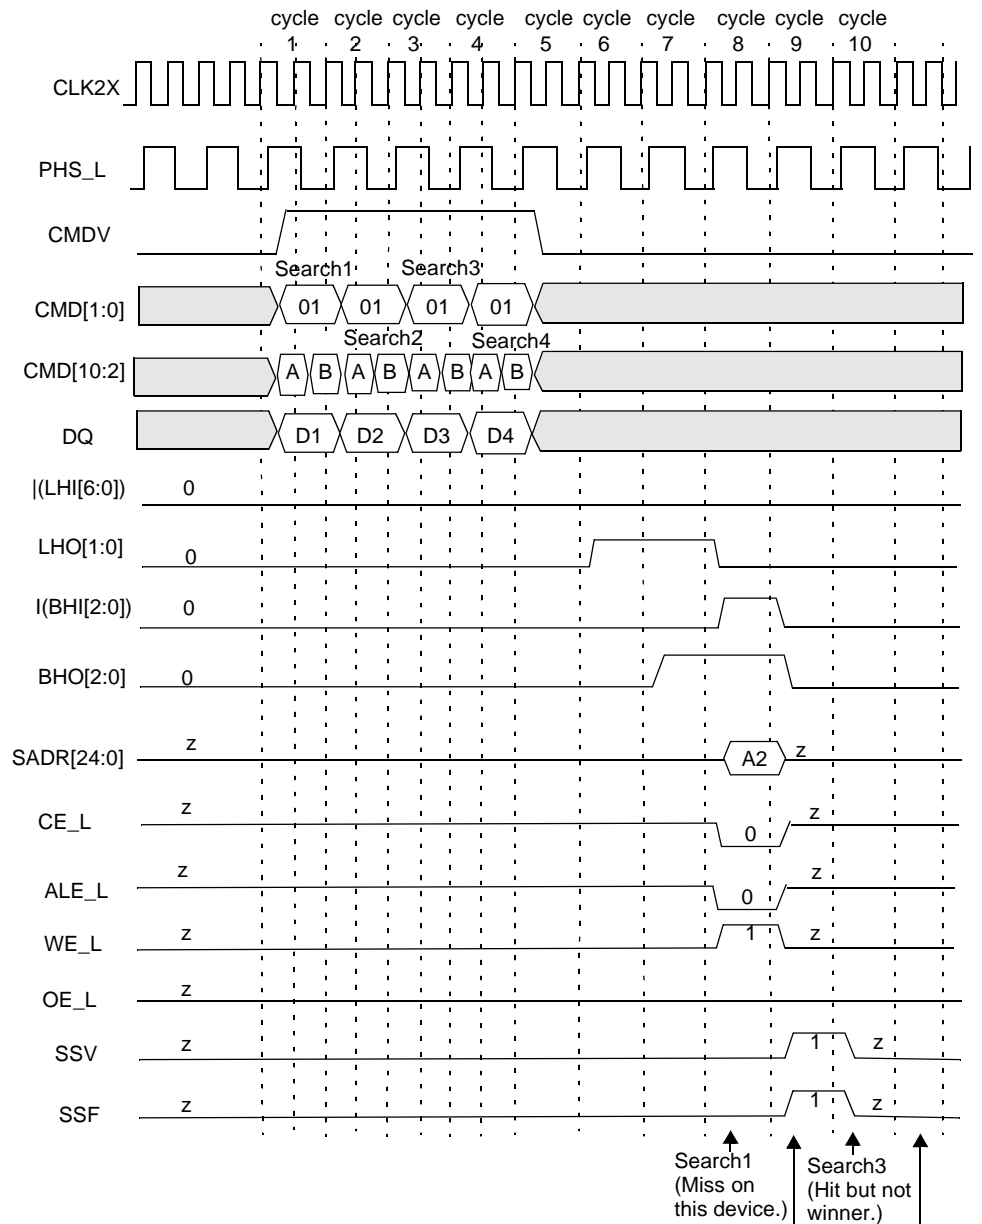 cycle cycle cycle cycle cycle cycle cycle cycle cycle cycle
1 2 3 4 5 6 7 8 9 10
CLK2X
PHS_L
CMDV
Search1 Search3
CMD[1:0] 01 01 01 01
Search2 Search4
CMD[10:2] A B A B A B A B
DQ D1 D2 D3 D4
|(LHI[6:0]) 0
LHO[1:0] 0
I(BHI[2:0]) 0
BHO[2:0] 0
SADR[24:0] z A2 z
CE_L z 0 z
ALE_L z 0 z
WE_L z 1 z
OE_L z
SSV z 1 z
SSF z 1 z
Search1
(Miss on
this device.)
Search3
(Hit but not
winner.)